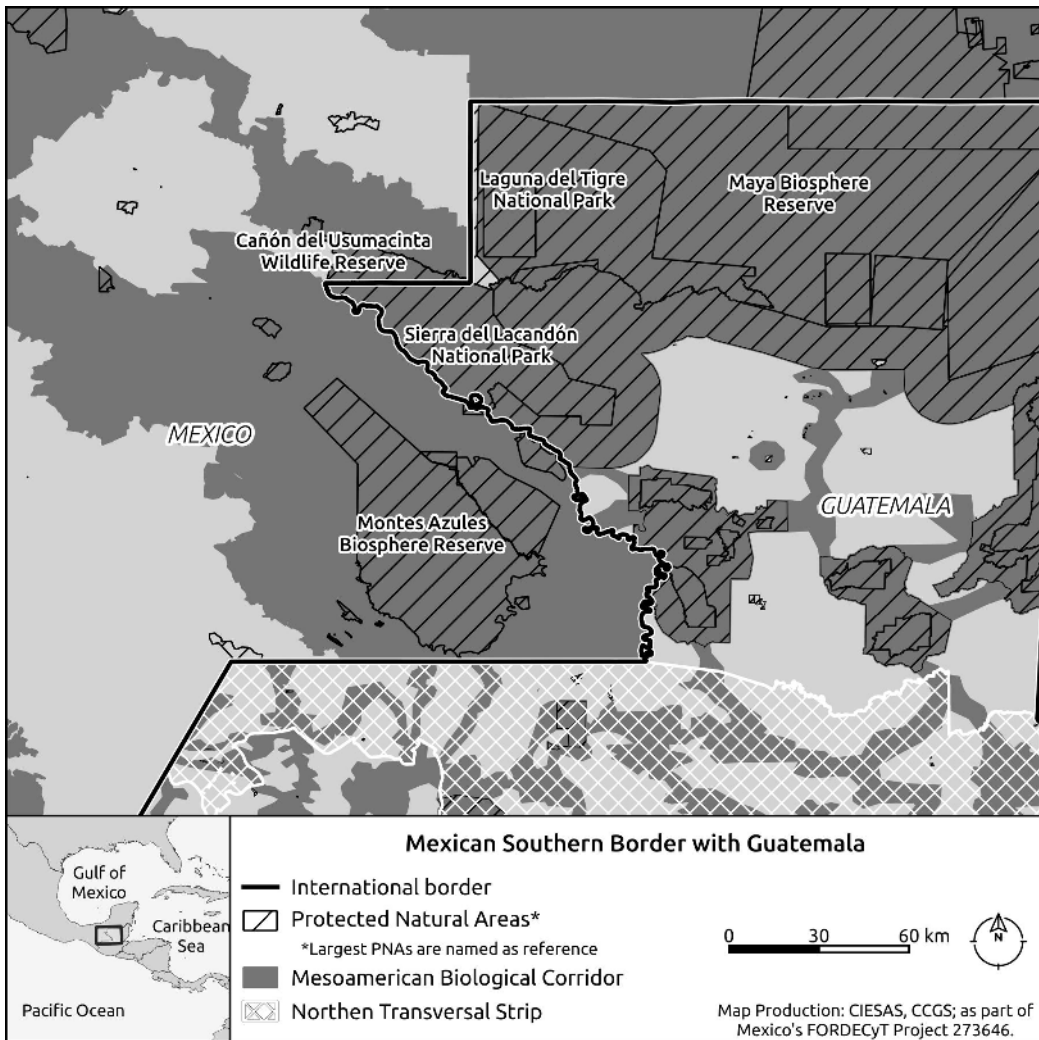 Laguna del Tigre
National Park
Maya Biosphere
Reserve
Cañón del Usumacinta
Wildlife Reserve
Sierra del Lacandón
National Park
MEXICO
GUATEMALA
Montes Azules
Biosphere Reserve
Gulf of
Mexico
Caribbean
Sea
Pacific Ocean
Mexican Southern Border with Guatemala
International border
Protected Natural Areas*
*Largest PNAs are named as reference
Mesoamerican Biological Corridor
Northen Transversal Strip
0 30 60 km
N
Map Production: CIESAS, CCGS; as part of
Mexico's FORDECyT Project 273646.